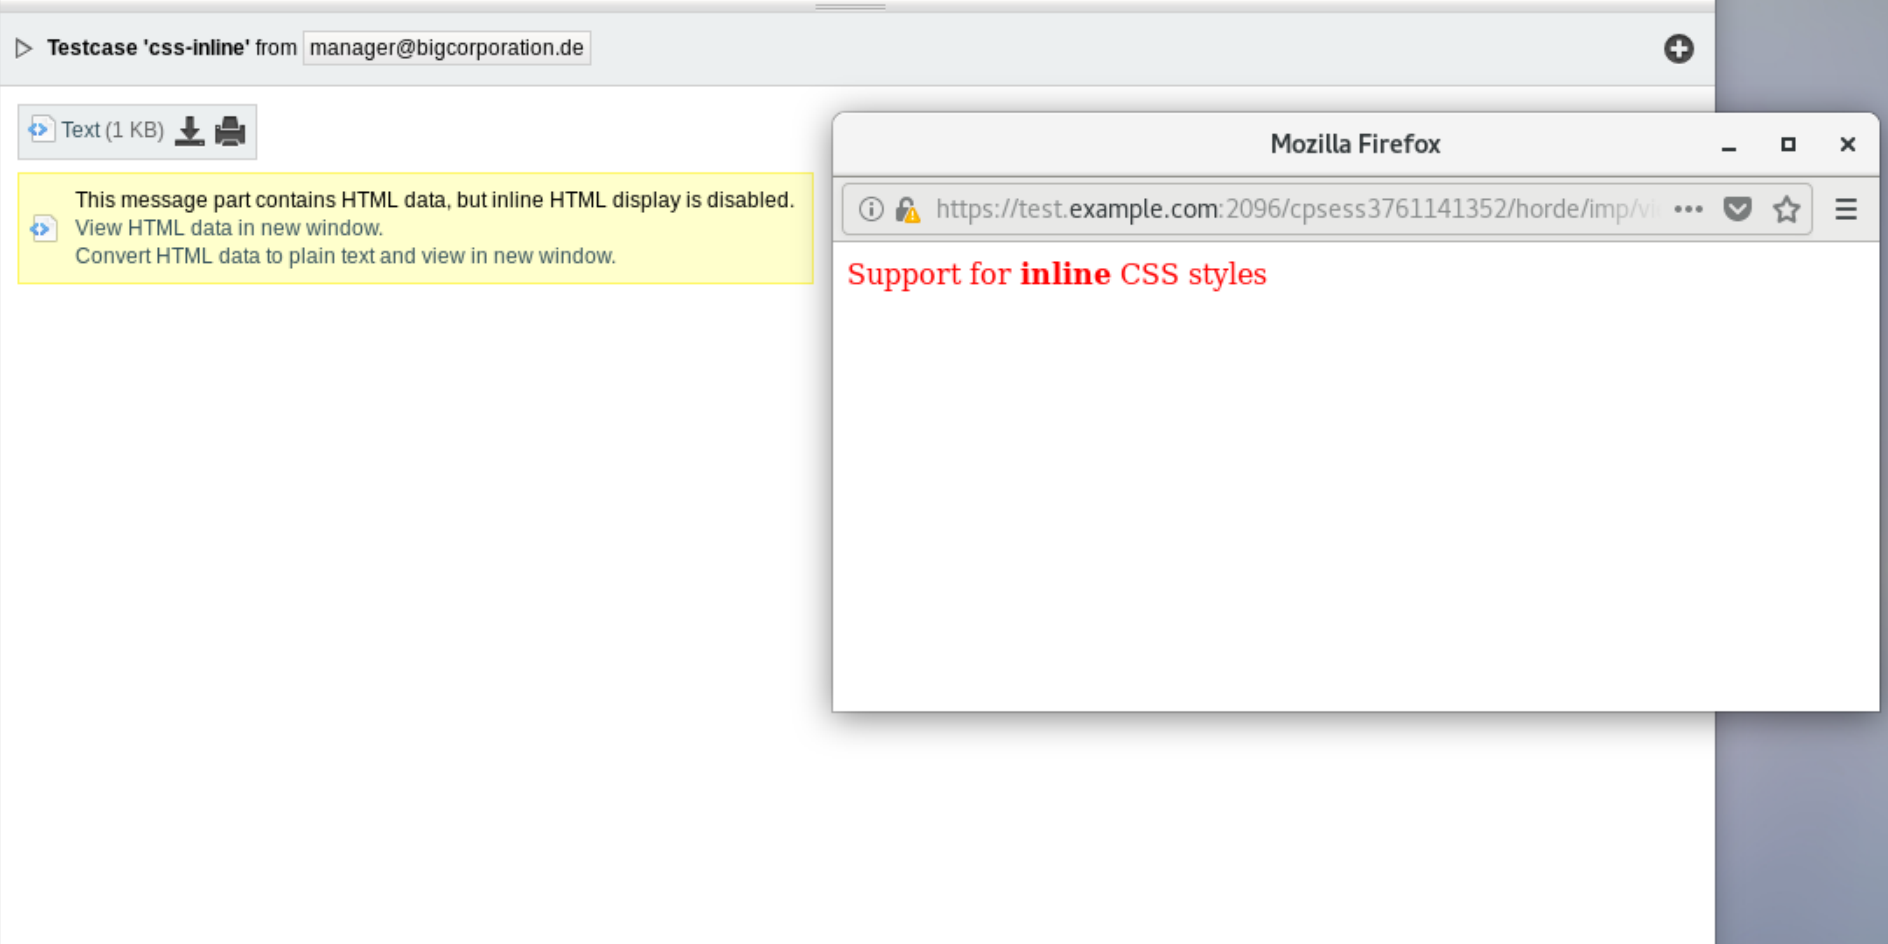 Testcase 'css-inline' from manager@bigcorporation.de
Text (1 KB)
This message part contains HTML data, but inline HTML display is disabled.
View HTML data in new window.
Convert HTML data to plain text and view in new window.
Mozilla Firefox
https://test.example.com:2096/cpsess3761141352/horde/imp/vi
Support for inline CSS styles